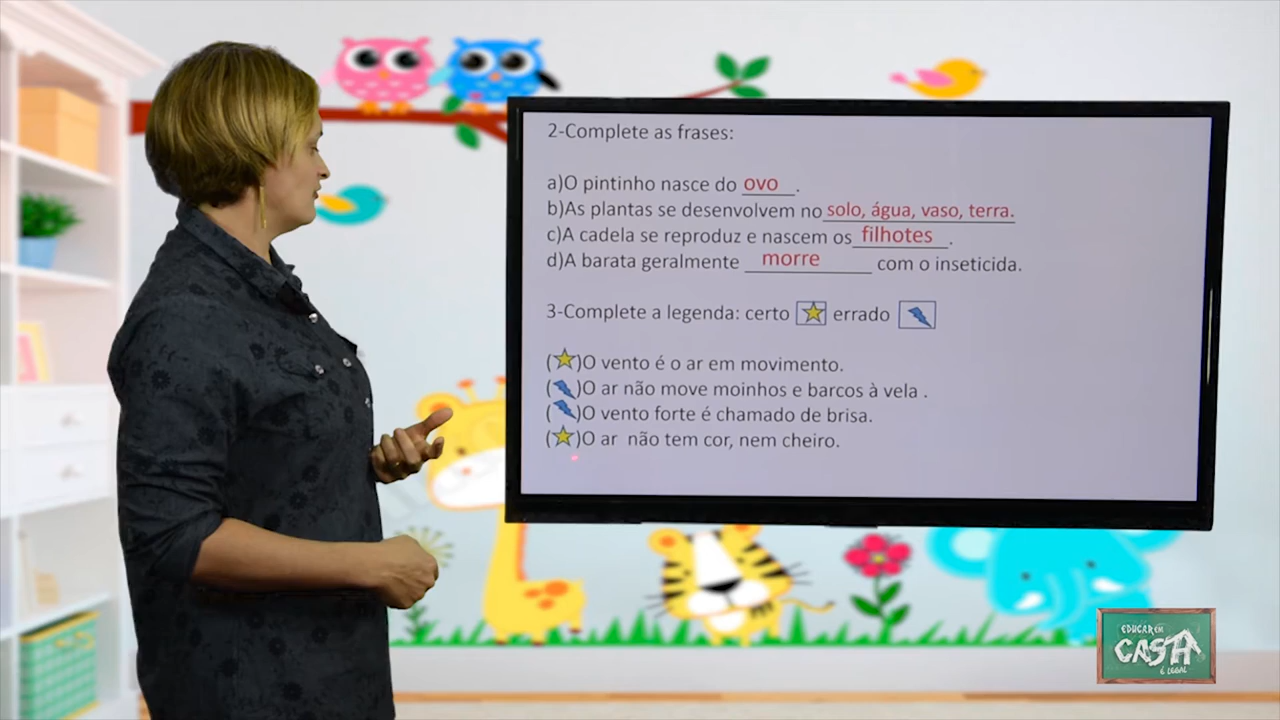 2-Complete as frases:
a)O pintinho nasce do ovo.
b)As plantas se desenvolvem no solo, água, vaso, terra.
c)A cadela se reproduz e nascem os filhotes.
d)A barata geralmente morre com o inseticida.
3-Complete a legenda: certo errado
( )O vento é o ar em movimento.
( )O ar não move moinhos e barcos à vela .
( )O vento forte é chamado de brisa.
( )O ar não tem cor, nem cheiro.
EDUCAR EM
CASA
É LEGAL